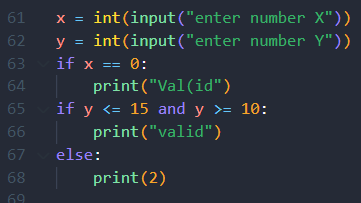 61 x = int(input("enter number X"))
62 y = int(input("enter number Y"))
63 if x == 0:
64     print("Val(id")
65 if y <= 15 and y >= 10:
66     print("valid")
67 else:
68     print(2)
69